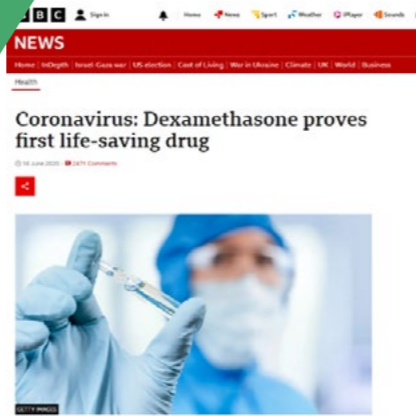 BBC Sign in Home News Sport Weather iPlayer Sounds
NEWS
Home InDepth Israel-Gaza war US election Cost of Living War in Ukraine Climate UK World Business
Health
Coronavirus: Dexamethasone proves
first life-saving drug
16 June 2020 2471 Comments
GETTY IMAGES